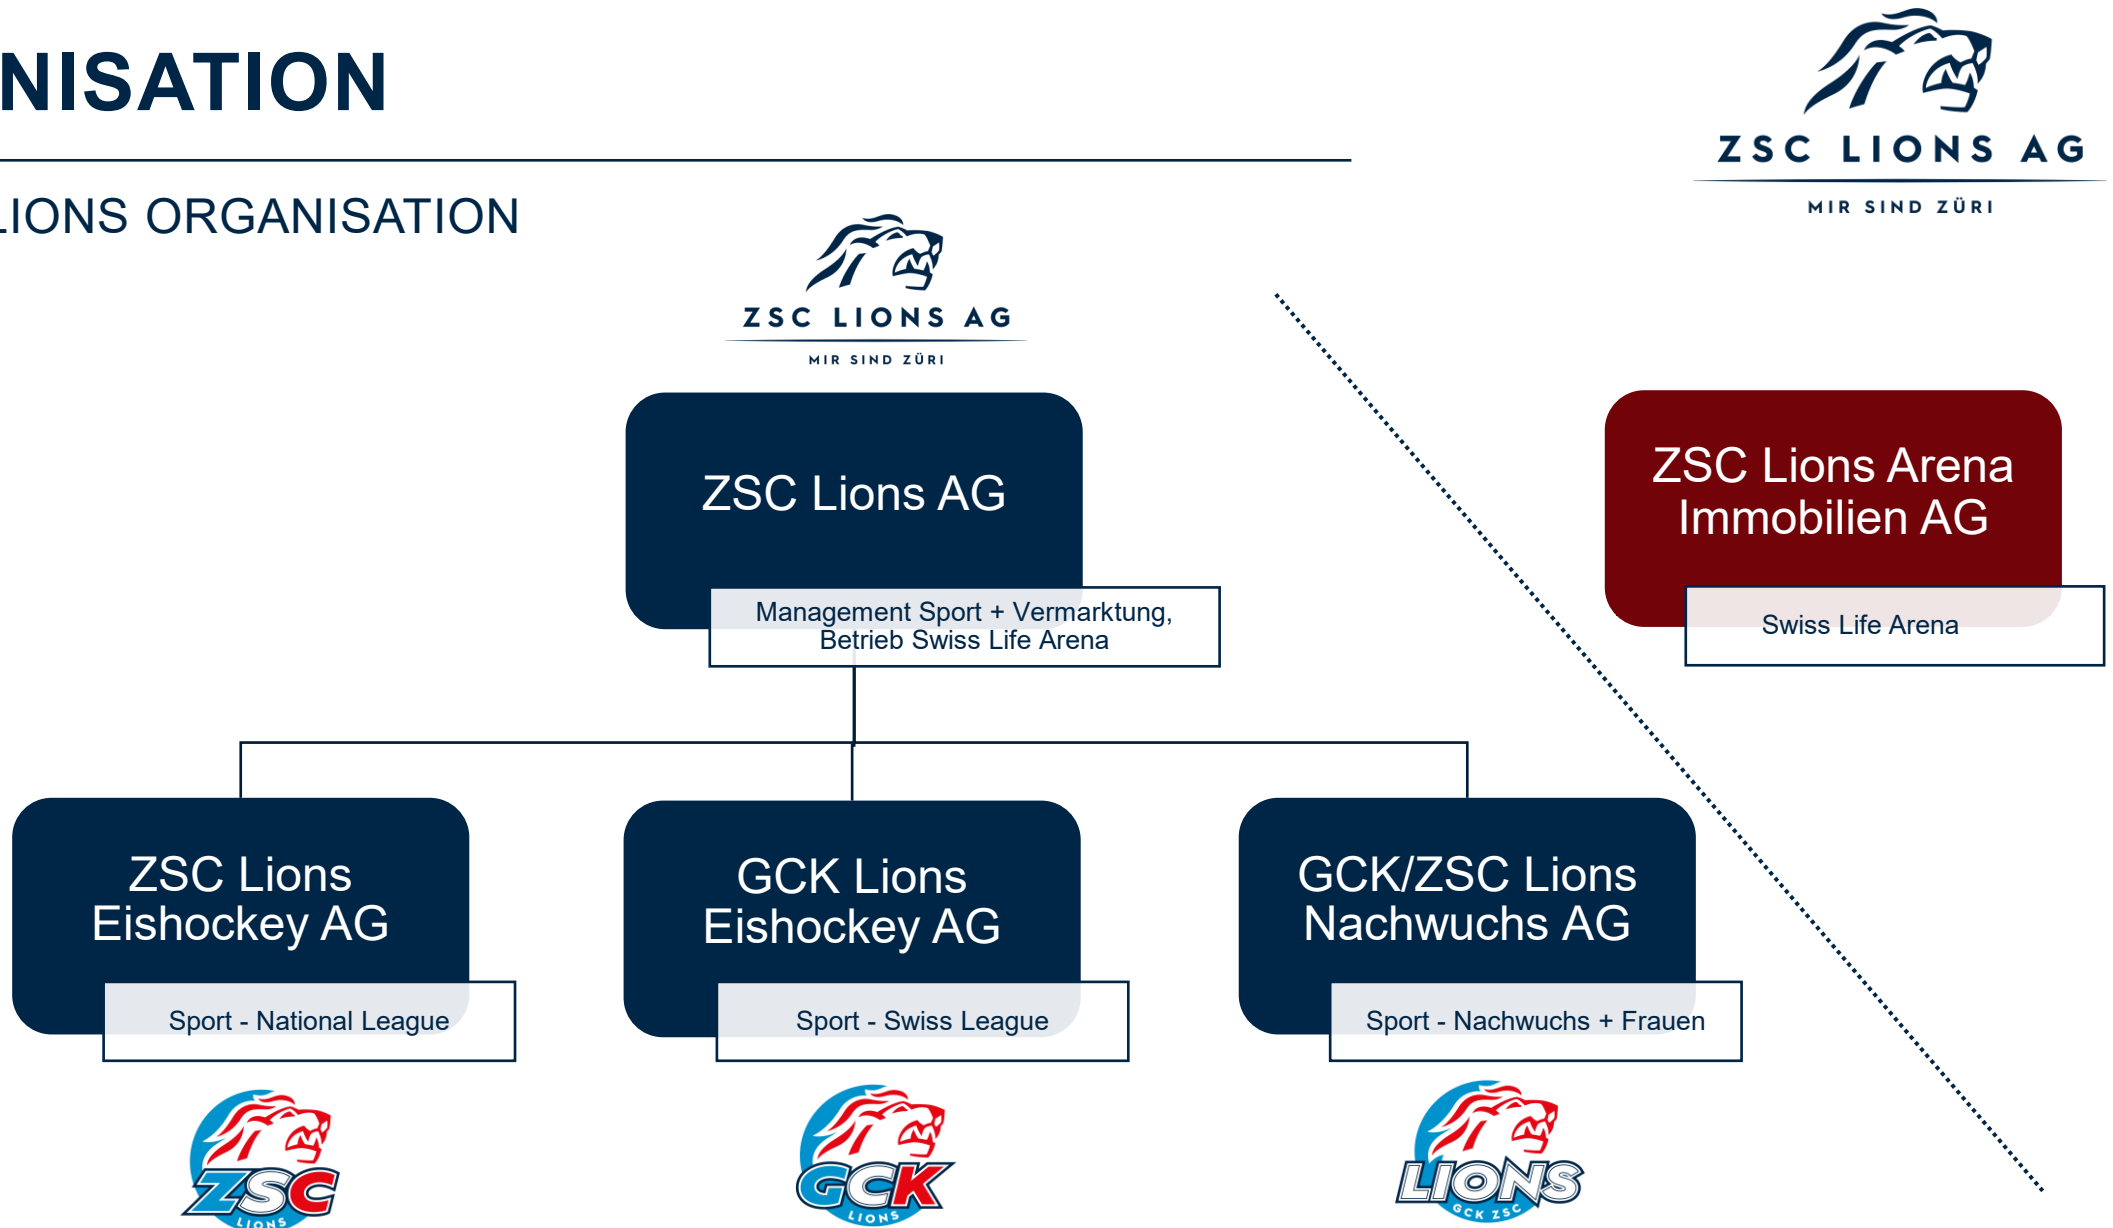 NISATION
LIONS ORGANISATION
ZSC LIONS AG
MIR SIND ZÜRI
ZSC LIONS AG
MIR SIND ZÜRI
ZSC Lions AG
Management Sport + Vermarktung,
Betrieb Swiss Life Arena
ZSC Lions Arena
Immobilien AG
Swiss Life Arena
ZSC Lions
Eishockey AG
Sport - National League
GCK Lions
Eishockey AG
Sport - Swiss League
GCK/ZSC Lions
Nachwuchs AG
Sport - Nachwuchs + Frauen
ZSC
LIONS
GCK
LIONS
LIONS
GCK ZSC